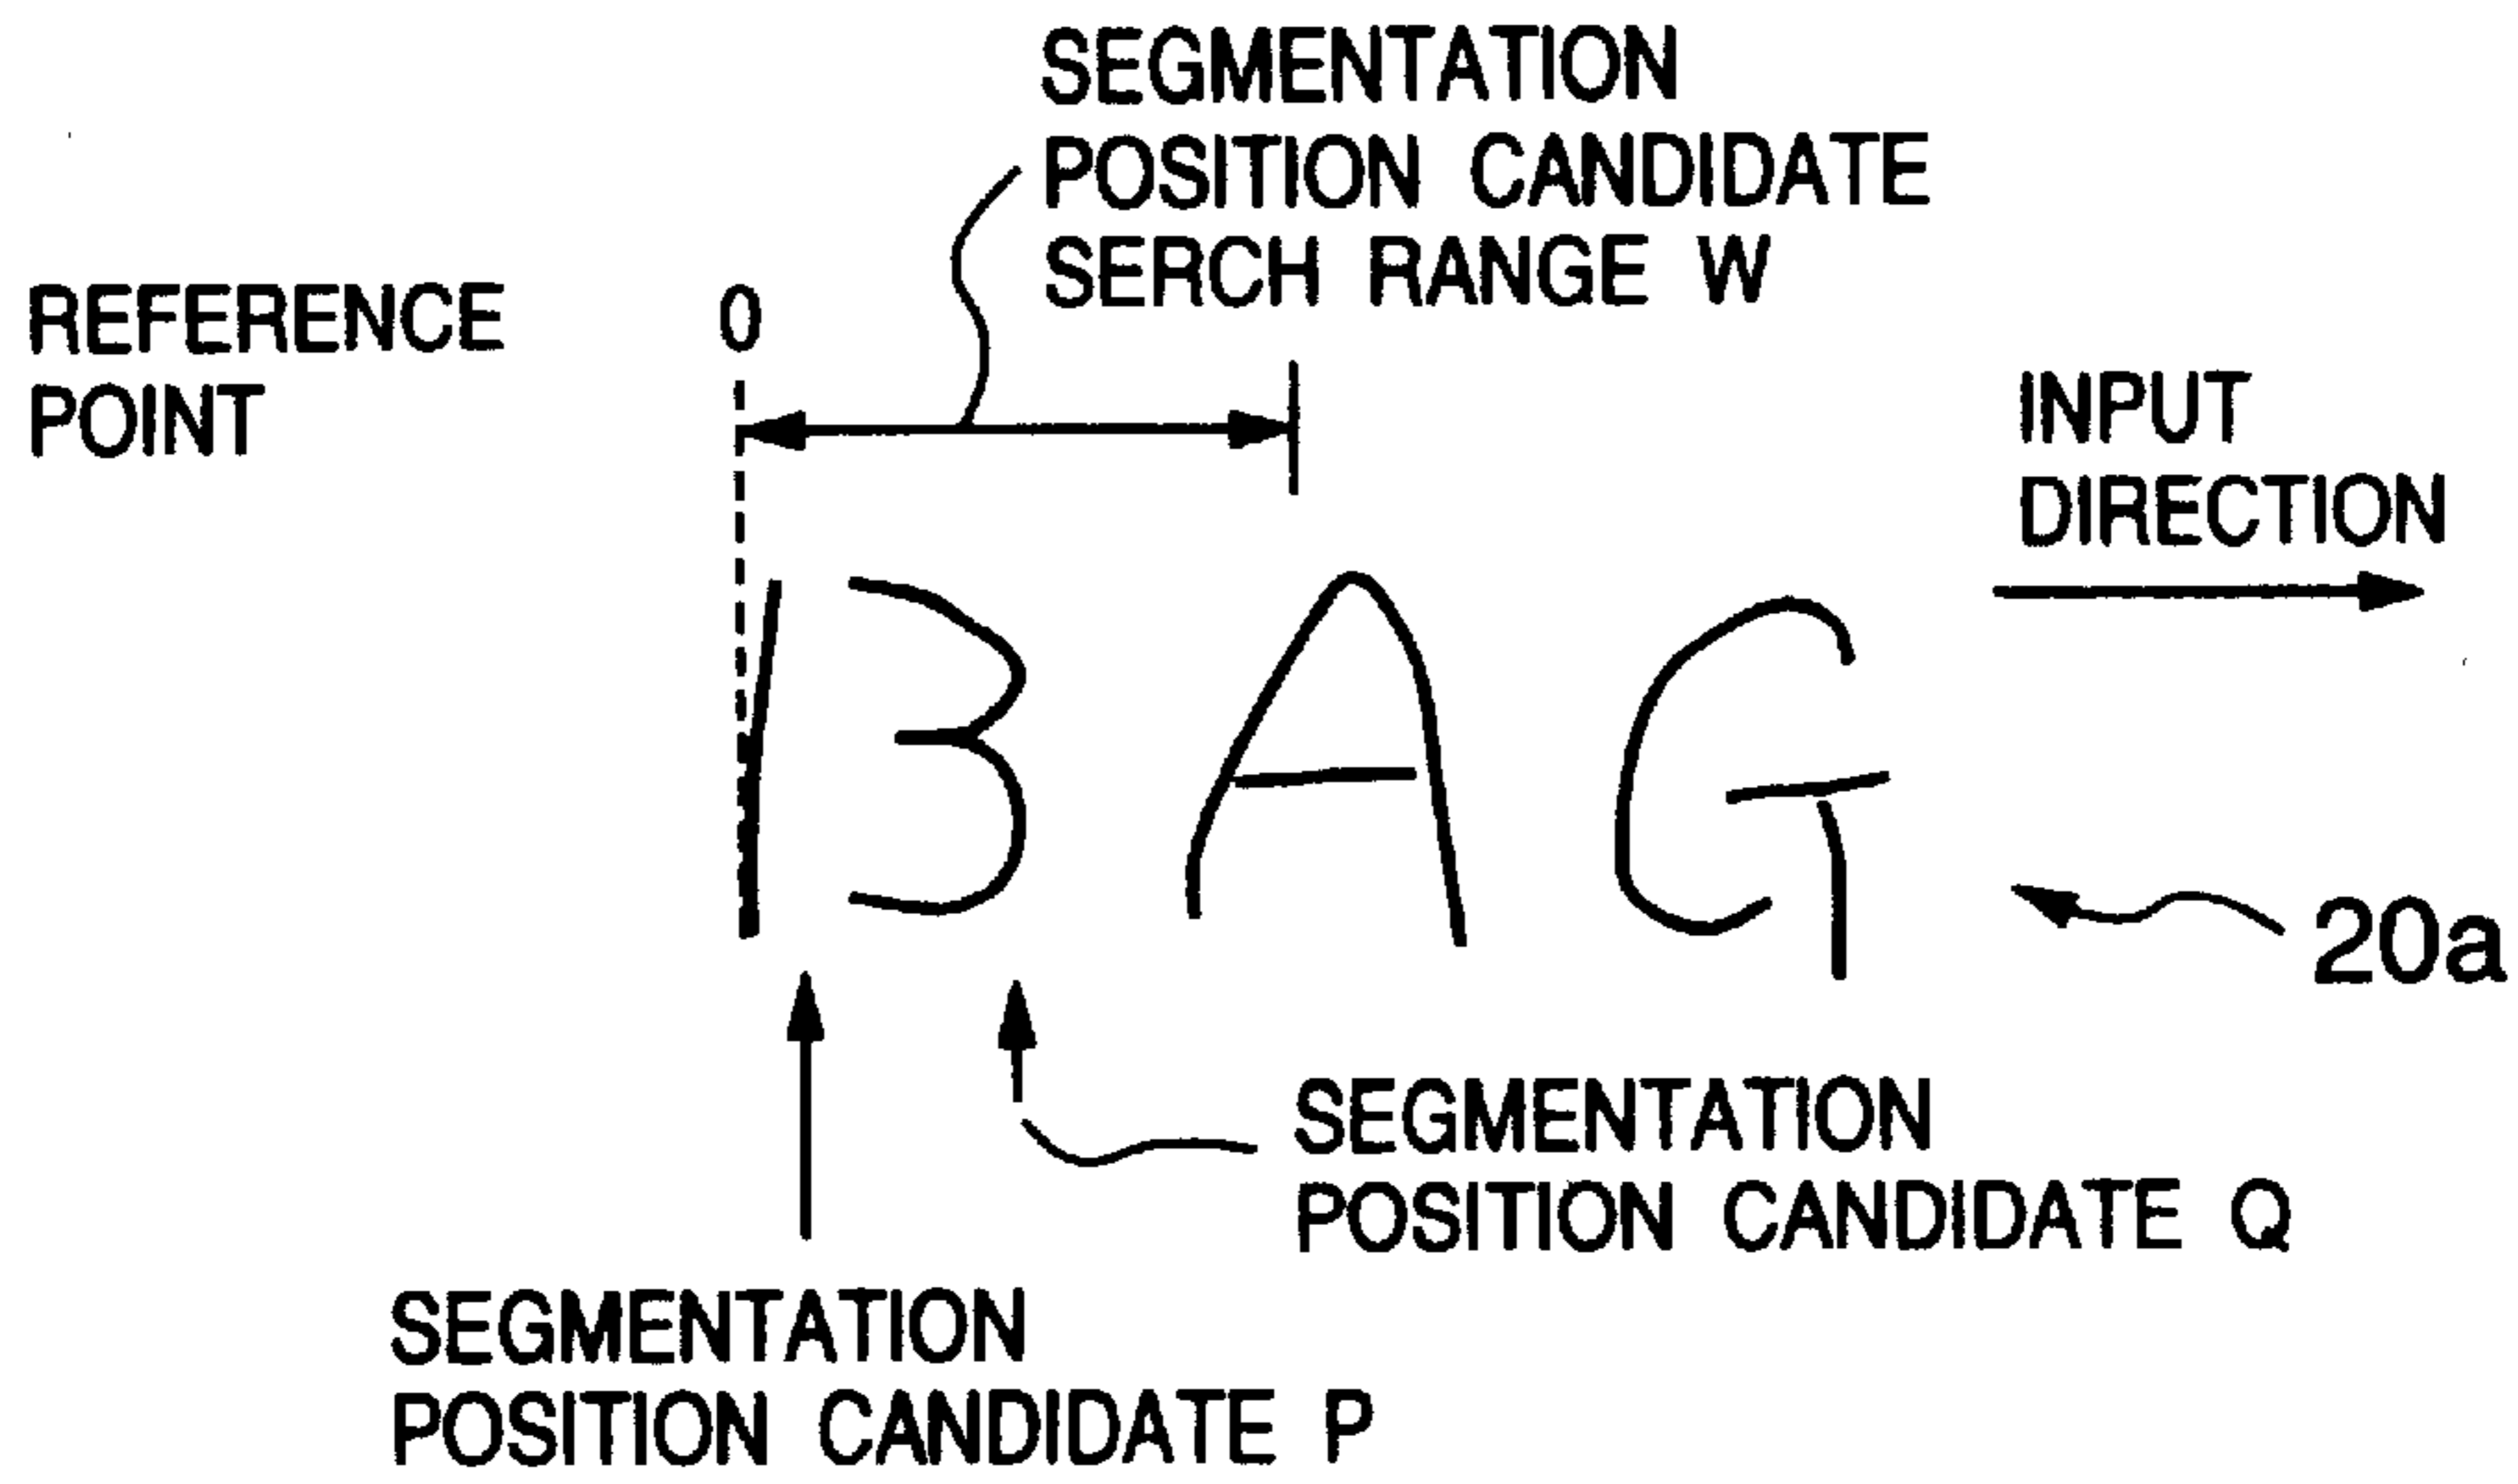 SEGMENTATION
POSITION CANDIDATE
SERCH RANGE W
REFERENCE
POINT
0
INPUT
DIRECTION
BAG
20a
SEGMENTATION
POSITION CANDIDATE Q
SEGMENTATION
POSITION CANDIDATE P